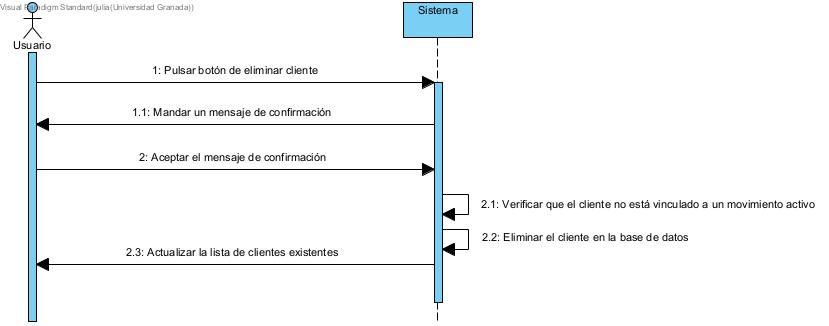 Visual Paradigm Standard(julia(Universidad Granada))
Sistema
Usuario
1: Pulsar botón de eliminar cliente
1.1: Mandar un mensaje de confirmación
2: Aceptar el mensaje de confirmación
2.1: Verificar que el cliente no está vinculado a un movimiento activo
2.2: Eliminar el cliente en la base de datos
2.3: Actualizar la lista de clientes existentes